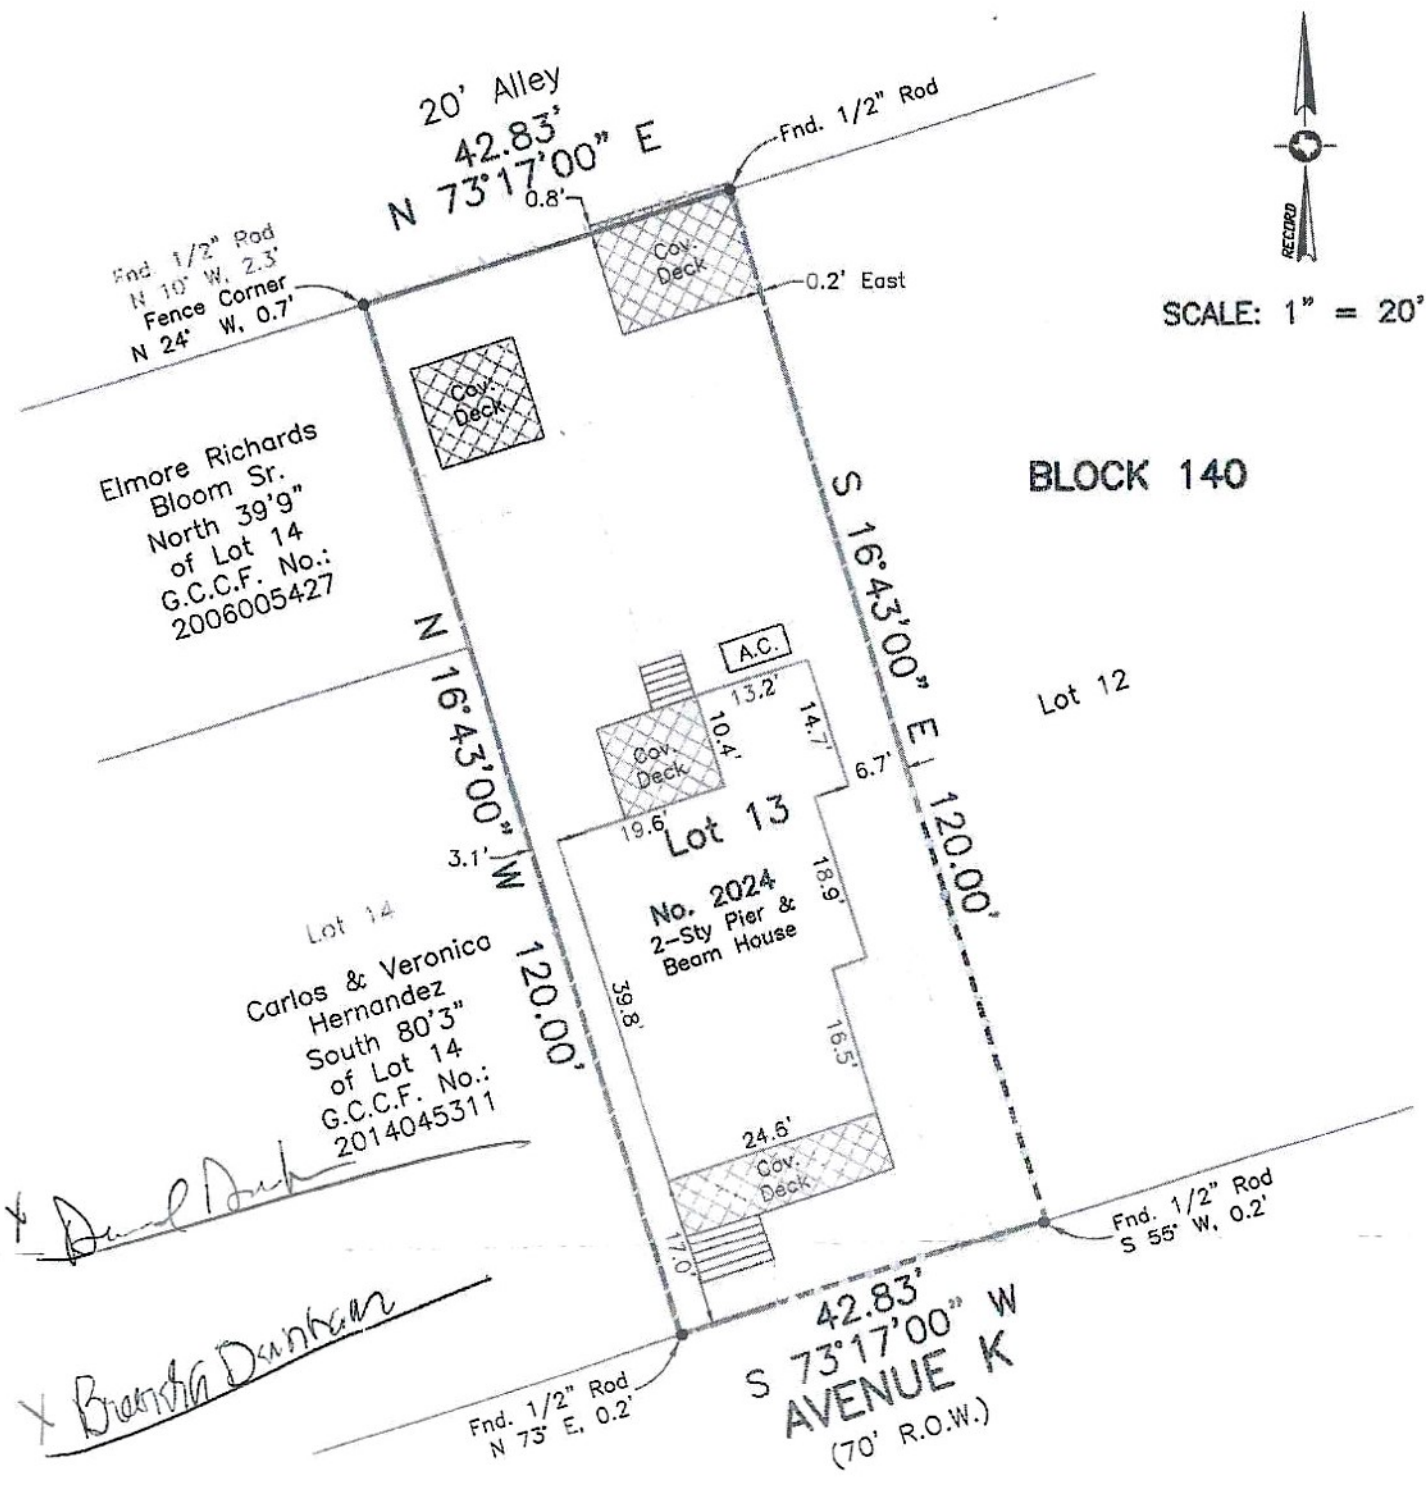 20' Alley
42.83'
N 73°17'00" E
Fnd. 1/2" Rod
0.8'
RECORD
SCALE: 1" = 20'
Fnd. 1/2" Rod
N 10° W, 2.3'
Fence Corner
N 24° W, 0.7'
Cov.
Deck
0.2' East
Cov.
Deck
Elmore Richards
Bloom Sr.
North 39'9"
of Lot 14
G.C.C.F. No.:
2006005427
BLOCK 140
S 16°43'00" E 120.00'
N 16°43'00" W 120.00'
Lot 12
A.C.
13.2'
14.7'
10.4'
Cov.
Deck
6.7'
19.6'
Lot 13
3.1'
18.9'
No. 2024
2-Sty Pier &
Beam House
Lot 14
Carlos & Veronica
Hernandez
South 80'3"
of Lot 14
G.C.C.F. No.:
2014045311
39.8'
16.5'
24.6'
Cov.
Deck
17.0'
Fnd. 1/2" Rod
S 55° W, 0.2'
42.83'
S 73°17'00" W
AVENUE K
(70' R.O.W.)
Fnd. 1/2" Rod
N 73° E, 0.2'
X
X